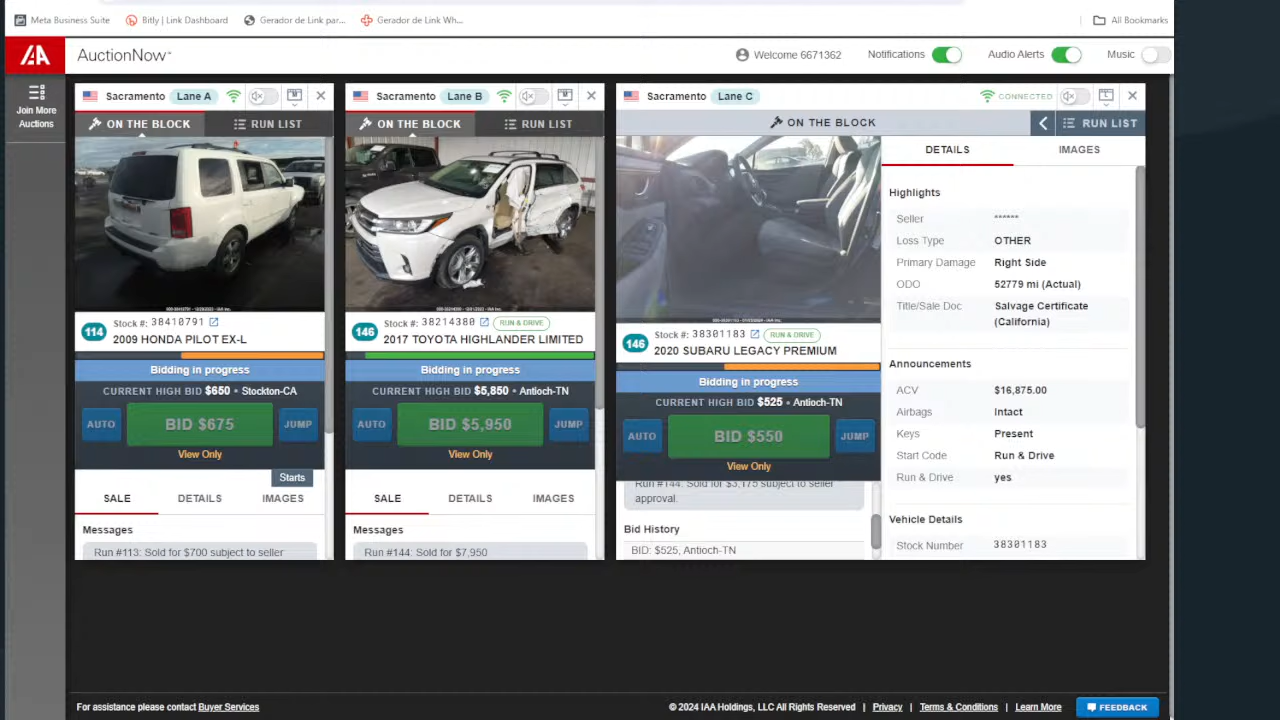 Meta Business Suite
Bitly | Link Dashboard
Gerador de Link par...
Gerador de Link Wh...
All Bookmarks
IAA
AuctionNow™
Welcome 6671362
Notifications
Audio Alerts
Music
Join More
Auctions
Sacramento Lane A
ON THE BLOCK
RUN LIST
114
Stock #: 38410791
2009 HONDA PILOT EX-L
Bidding in progress
CURRENT HIGH BID $650 • Stockton-CA
AUTO
BID $675
JUMP
View Only
Starts
SALE
DETAILS
IMAGES
Messages
Run #113: Sold for $700 subject to seller
Sacramento Lane B
ON THE BLOCK
RUN LIST
146
Stock #: 38214380
RUN & DRIVE
2017 TOYOTA HIGHLANDER LIMITED
Bidding in progress
CURRENT HIGH BID $5,850 • Antioch-TN
AUTO
BID $5,950
JUMP
View Only
SALE
DETAILS
IMAGES
Messages
Run #144: Sold for $7,950
Sacramento Lane C
CONNECTED
ON THE BLOCK
RUN LIST
146
Stock #: 38301183
RUN & DRIVE
2020 SUBARU LEGACY PREMIUM
Bidding in progress
CURRENT HIGH BID $525 • Antioch-TN
AUTO
BID $550
JUMP
View Only
Run #144: Sold for $3,175 subject to seller
approval.
Bid History
BID: $525, Antioch-TN
DETAILS
IMAGES
Highlights
Seller ******
Loss Type OTHER
Primary Damage Right Side
ODO 52779 mi (Actual)
Title/Sale Doc Salvage Certificate
(California)
Announcements
ACV $16,875.00
Airbags Intact
Keys Present
Start Code Run & Drive
Run & Drive yes
Vehicle Details
Stock Number 38301183
For assistance please contact Buyer Services
© 2024 IAA Holdings, LLC All Rights Reserved | Privacy | Terms & Conditions | Learn More
FEEDBACK